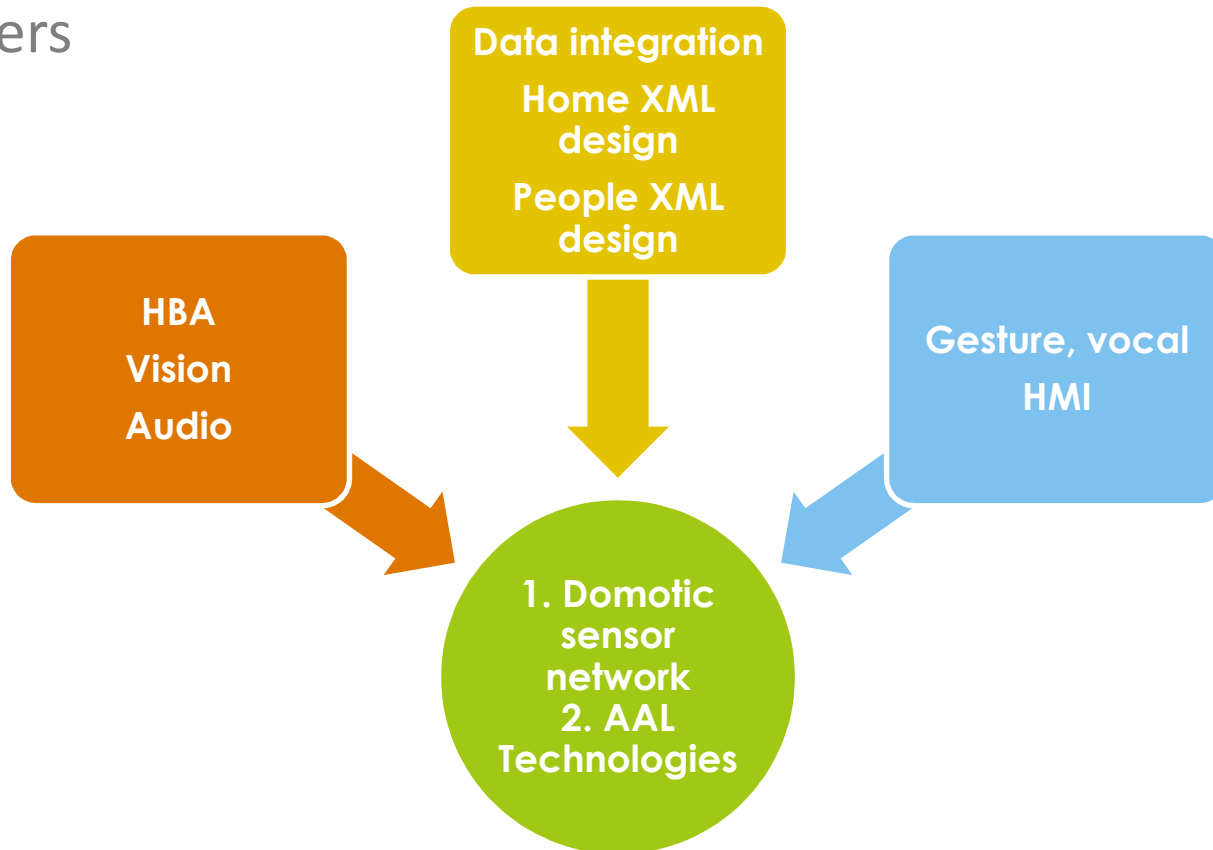 ers
Data integration
Home XML
design
People XML
design
HBA
Vision
Audio
Gesture, vocal
HMI
1. Domotic
sensor
network
2. AAL
Technologies